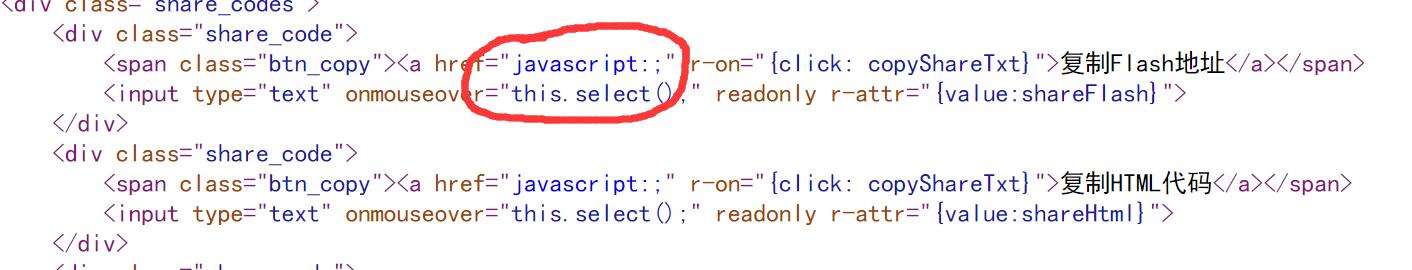 <div class="share_codes">
<div class="share_code">
<span class="btn_copy"><a href="javascript:;" r-on="{click: copyShareTxt}">复制Flash地址</a></span>
<input type="text" onmouseover="this.select();" readonly r-attr="{value:shareFlash}">
</div>
<div class="share_code">
<span class="btn_copy"><a href="javascript:;" r-on="{click: copyShareTxt}">复制HTML代码</a></span>
<input type="text" onmouseover="this.select();" readonly r-attr="{value:shareHtml}">
</div>